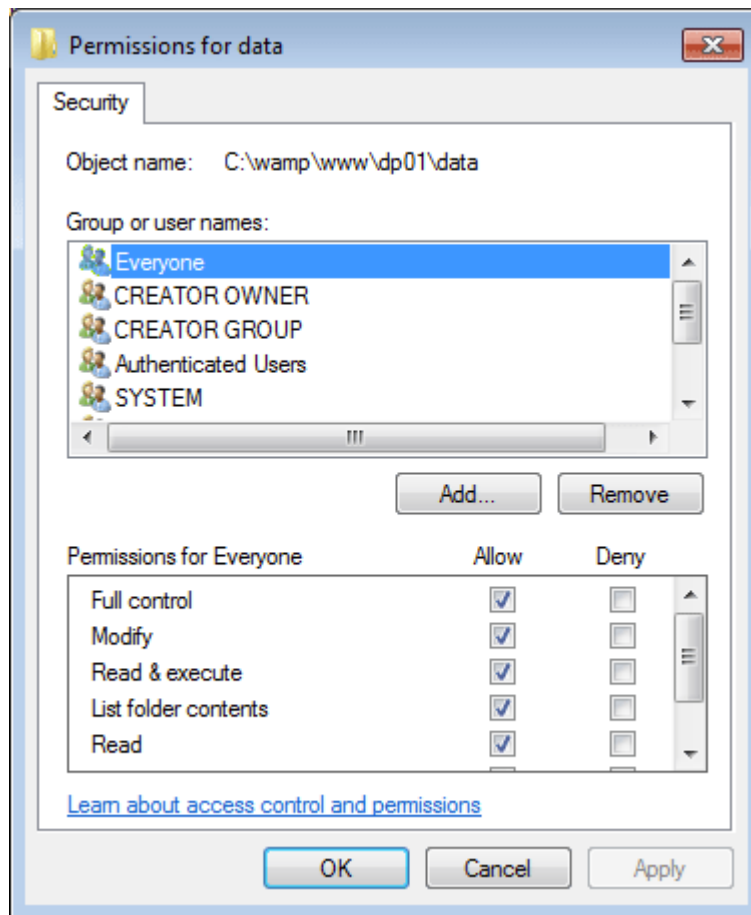 Permissions for data
Security
Object name: C:\wamp\www\dp01\data
Group or user names:
Everyone
CREATOR OWNER
CREATOR GROUP
Authenticated Users
SYSTEM
Add... Remove
Permissions for Everyone Allow Deny
Full control
Modify
Read & execute
List folder contents
Read
Learn about access control and permissions
OK Cancel Apply